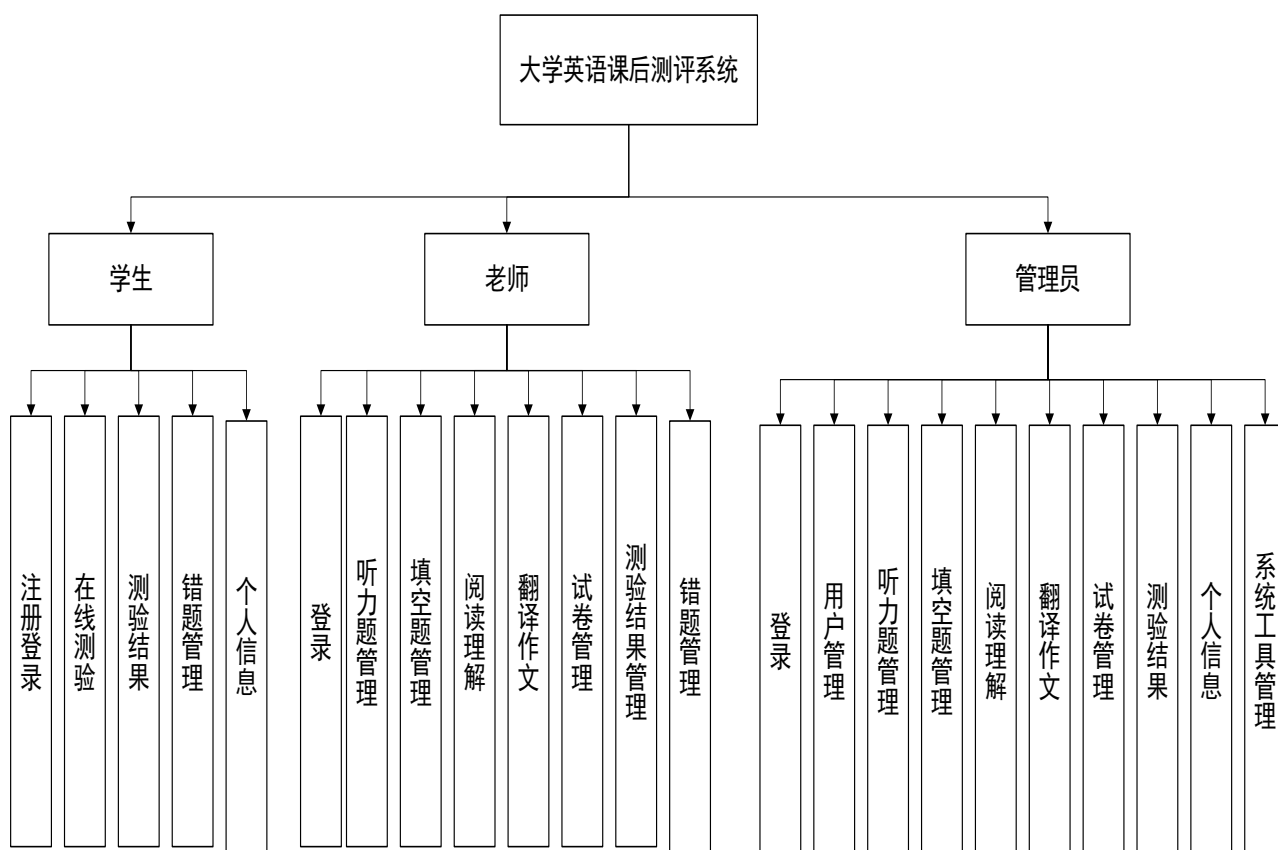 大学英语课后测评系统
学生
老师
管理员
注册登录
在线测验
测验结果
错题管理
个人信息
登录
听力题管理
填空题管理
阅读理解
翻译作文
试卷管理
测验结果管理
错题管理
登录
用户管理
听力题管理
填空题管理
阅读理解
翻译作文
试卷管理
测验结果
个人信息
系统工具管理